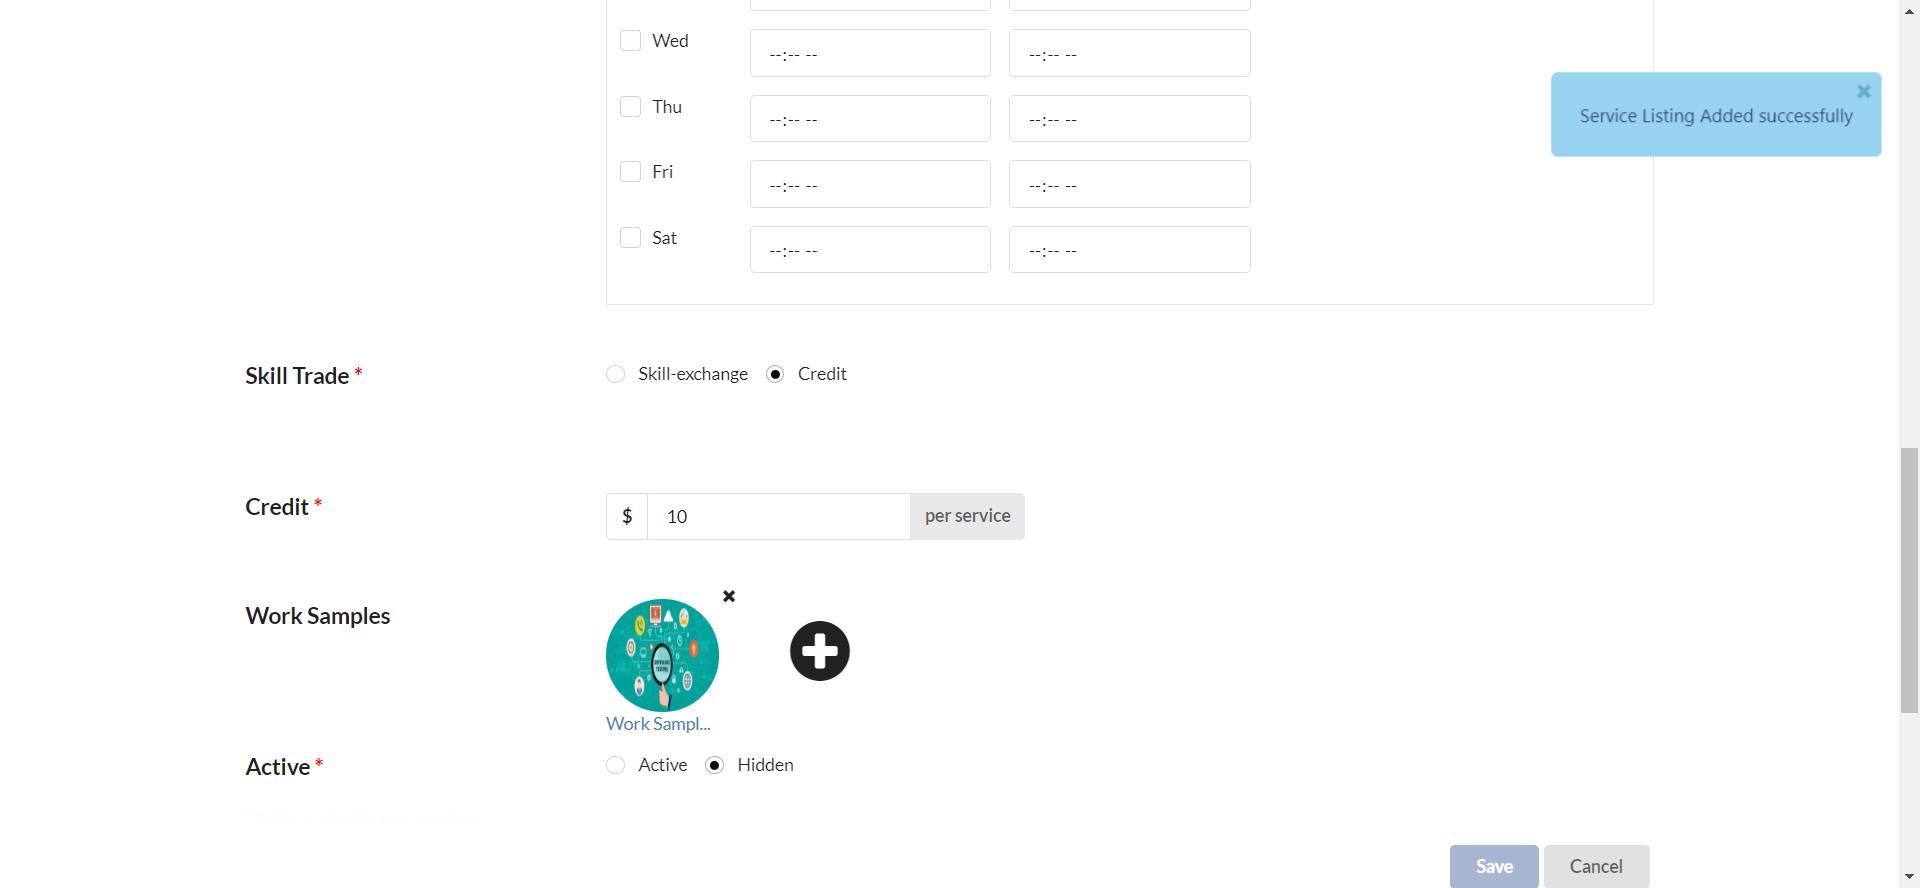 Wed --:-- -- --:-- --
Service Listing Added successfully
Thu --:-- -- --:-- --
Fri --:-- -- --:-- --
Sat --:-- -- --:-- --
Skill Trade * Skill-exchange Credit
Credit * $ 10 per service
Work Samples
Work Sampl...
Active * Active Hidden
Save Cancel